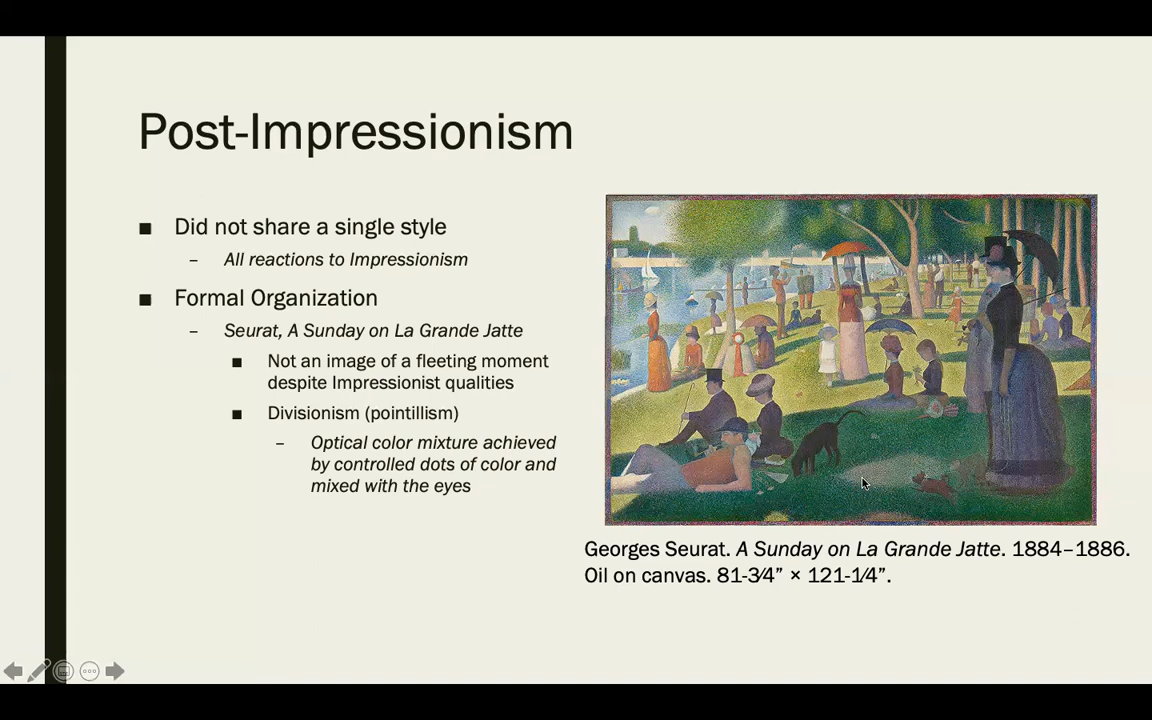 Post-Impressionism
■ Did not share a single style
– All reactions to Impressionism
■ Formal Organization
– Seurat, A Sunday on La Grande Jatte
■ Not an image of a fleeting moment
despite Impressionist qualities
■ Divisionism (pointillism)
– Optical color mixture achieved
by controlled dots of color and
mixed with the eyes
Georges Seurat. A Sunday on La Grande Jatte. 1884–1886.
Oil on canvas. 81-3⁄4” × 121-1⁄4”.